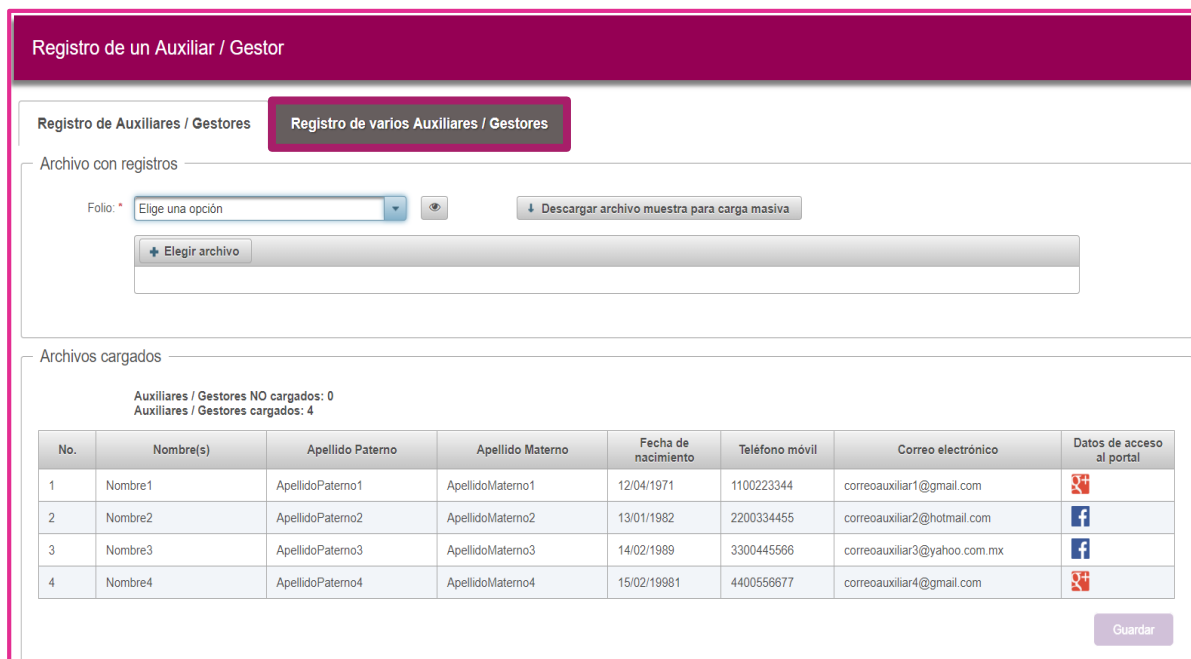 Registro de un Auxiliar / Gestor
Registro de Auxiliares / Gestores Registro de varios Auxiliares / Gestores
Archivo con registros
Folio: * Elige una opción Descargar archivo muestra para carga masiva
Elegir archivo
Archivos cargados
Auxiliares / Gestores NO cargados: 0
Auxiliares / Gestores cargados: 4
No. Nombre(s) Apellido Paterno Apellido Materno Fecha de nacimiento Teléfono móvil Correo electrónico Datos de acceso al portal
1 Nombre1 ApellidoPaterno1 ApellidoMaterno1 12/04/1971 1100223344 correoauxiliar1@gmail.com g+
2 Nombre2 ApellidoPaterno2 ApellidoMaterno2 13/01/1982 2200334455 correoauxiliar2@hotmail.com f
3 Nombre3 ApellidoPaterno3 ApellidoMaterno3 14/02/1989 3300445566 correoauxiliar3@yahoo.com.mx f
4 Nombre4 ApellidoPaterno4 ApellidoMaterno4 15/02/19981 4400556677 correoauxiliar4@gmail.com g+
Guardar